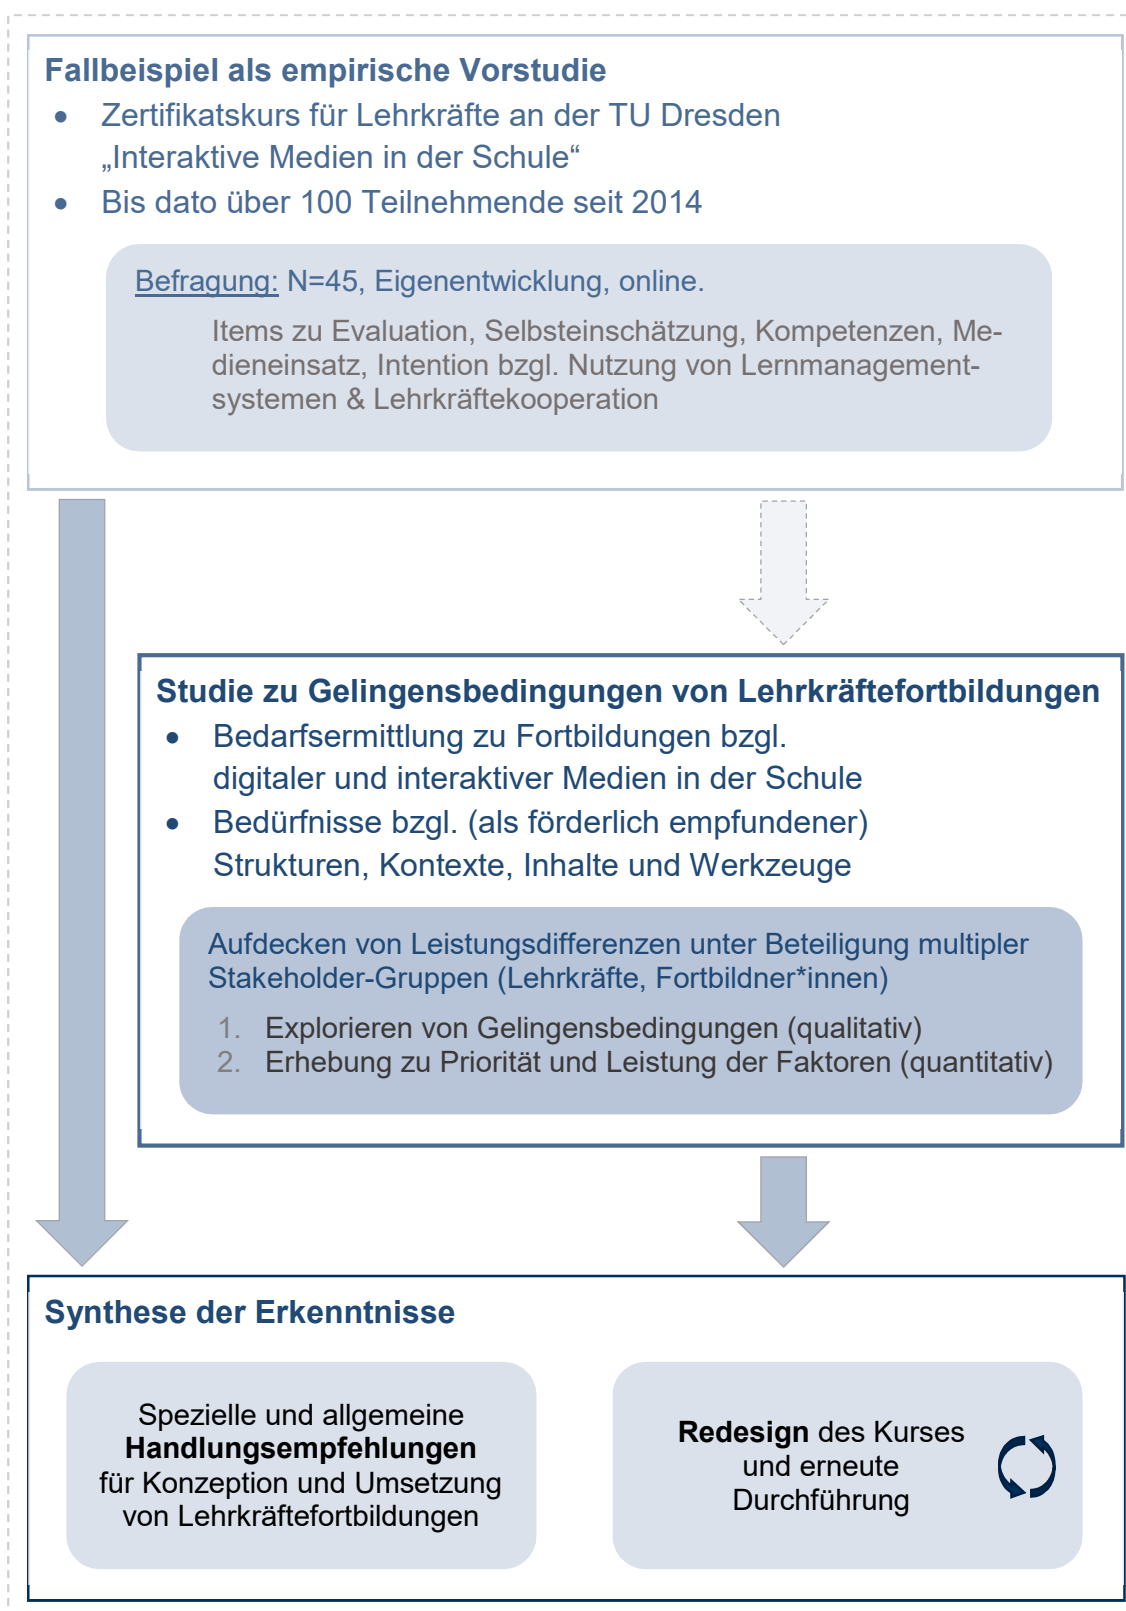 Fallbeispiel als empirische Vorstudie
• Zertifikatskurs für Lehrkräfte an der TU Dresden
„Interaktive Medien in der Schule“
• Bis dato über 100 Teilnehmende seit 2014
Befragung: N=45, Eigenentwicklung, online.
Items zu Evaluation, Selbsteinschätzung, Kompetenzen, Me-
dieneinsatz, Intention bzgl. Nutzung von Lernmanagement-
systemen & Lehrkräftekooperation
Studie zu Gelingensbedingungen von Lehrkräftefortbildungen
• Bedarfsermittlung zu Fortbildungen bzgl.
digitaler und interaktiver Medien in der Schule
• Bedürfnisse bzgl. (als förderlich empfundener)
Strukturen, Kontexte, Inhalte und Werkzeuge
Aufdecken von Leistungsdifferenzen unter Beteiligung multipler
Stakeholder-Gruppen (Lehrkräfte, Fortbildner*innen)
1. Explorieren von Gelingensbedingungen (qualitativ)
2. Erhebung zu Priorität und Leistung der Faktoren (quantitativ)
Synthese der Erkenntnisse
Spezielle und allgemeine
Handlungsempfehlungen
für Konzeption und Umsetzung
von Lehrkräftefortbildungen
Redesign des Kurses
und erneute
Durchführung